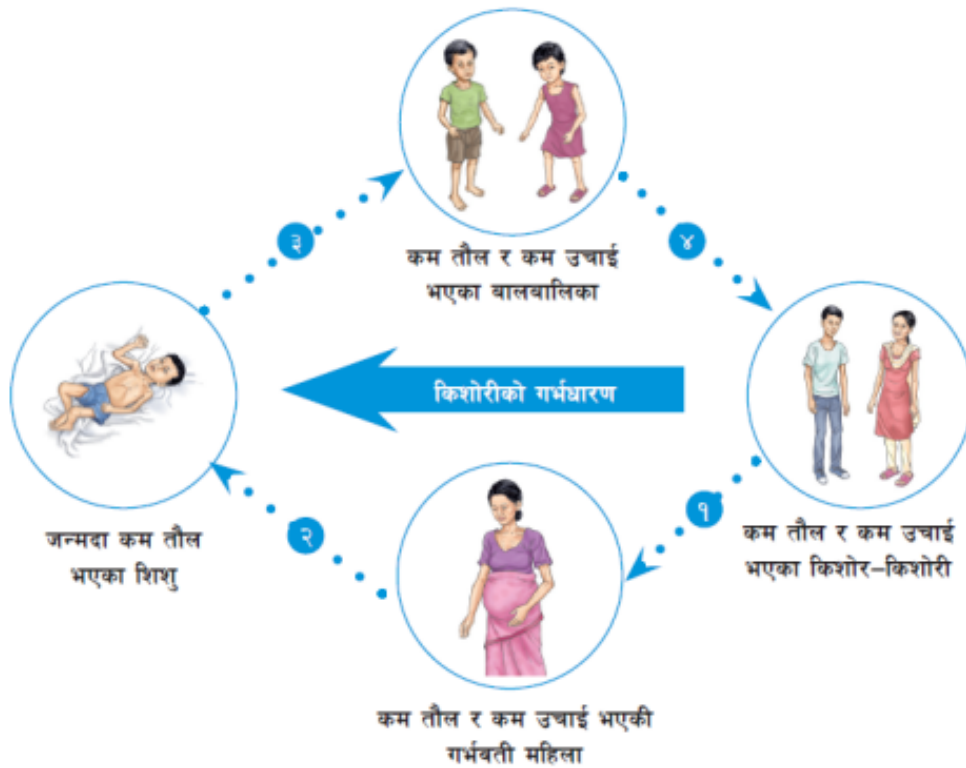 ३
४
कम तौल र कम उचाई
भएका बालबालिका
किशोरीको गर्भधारण
जन्मदा कम तौल
भएका शिशु
२
१
कम तौल र कम उचाई
भएका किशोर–किशोरी
कम तौल र कम उचाई भएकी
गर्भवती महिला